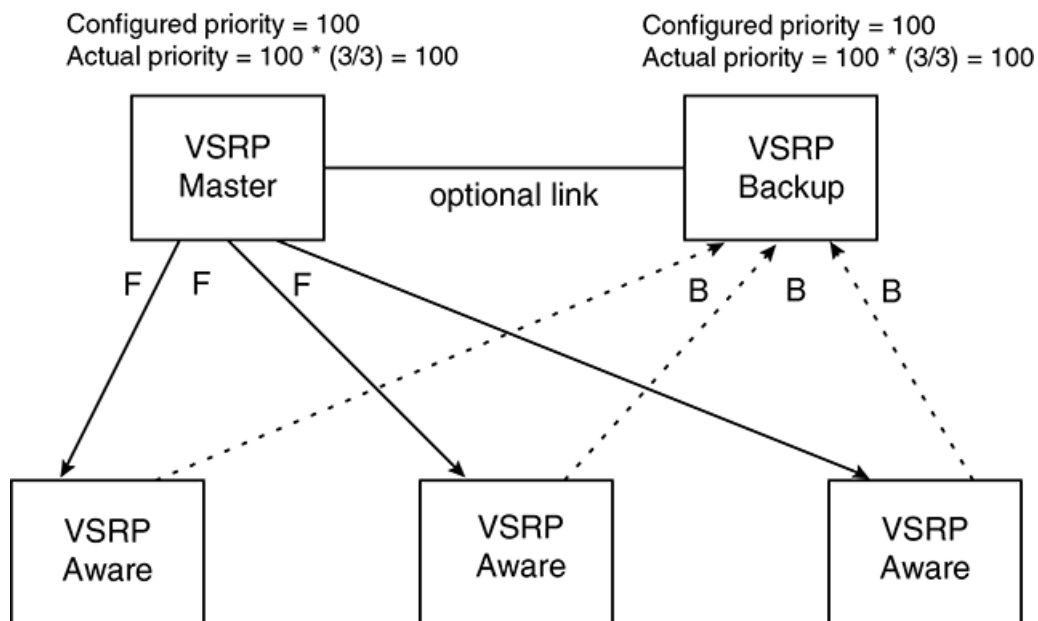 Configured priority = 100
Actual priority = 100 * (3/3) = 100
Configured priority = 100
Actual priority = 100 * (3/3) = 100
VSRP
Master
optional link
VSRP
Backup
F
F
F
B
B
B
VSRP
Aware
VSRP
Aware
VSRP
Aware